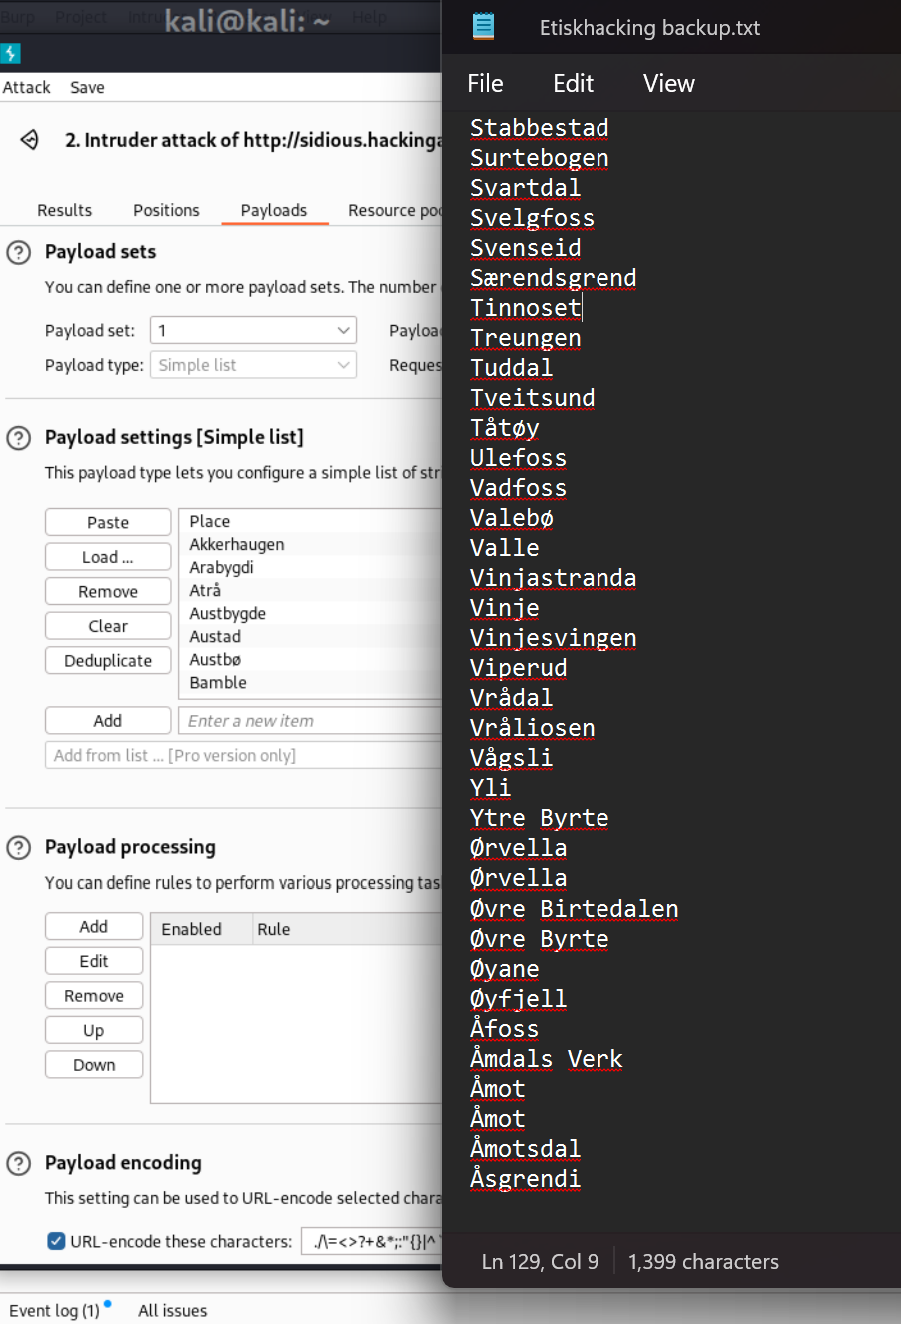 Burp Project Intru View Help
kali@kali: ~
Attack Save
2. Intruder attack of http://sidious.hackinga
Results Positions Payloads Resource poo
Payload sets
You can define one or more payload sets. The number
Payload set: 1 Payloa
Payload type: Simple list Reques
Payload settings [Simple list]
This payload type lets you configure a simple list of stri
Paste
Load ...
Remove
Clear
Deduplicate
Place
Akkerhaugen
Arabygdi
Atrå
Austbygde
Austad
Austbø
Bamble
Add Enter a new item
Add from list ... [Pro version only]
Payload processing
You can define rules to perform various processing tas
Add
Edit
Remove
Up
Down
Enabled Rule
Payload encoding
This setting can be used to URL-encode selected chara
URL-encode these characters: ./\=<>?+&*;:"{}|^`
Event log (1) All issues
Etiskhacking backup.txt
File Edit View
Stabbestad
Surtebogen
Svartdal
Svelgfoss
Svenseid
Særendsgrend
Tinnoset
Treungen
Tuddal
Tveitsund
Tåtøy
Ulefoss
Vadfoss
Valebø
Valle
Vinjastranda
Vinje
Vinjesvingen
Viperud
Vrådal
Vråliosen
Vågsli
Yli
Ytre Byrte
Ørvella
Ørvella
Øvre Birtedalen
Øvre Byrte
Øyane
Øyfjell
Åfoss
Åmdals Verk
Åmot
Åmot
Åmotsdal
Åsgrendi
Ln 129, Col 9 1,399 characters